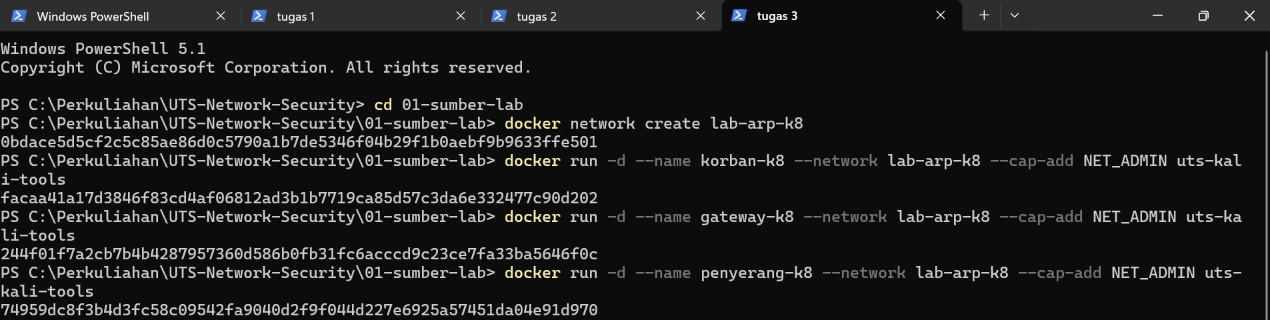 Windows PowerShell
tugas 1
tugas 2
tugas 3
Windows PowerShell 5.1
Copyright (C) Microsoft Corporation. All rights reserved.
PS C:\Perkuliahan\UTS-Network-Security> cd 01-sumber-lab
PS C:\Perkuliahan\UTS-Network-Security\01-sumber-lab> docker network create lab-arp-k8
0bdace5d5cf2c5c85ae86d0c5790a1b7de5346f04b29f1b0aebf9b9633ffe501
PS C:\Perkuliahan\UTS-Network-Security\01-sumber-lab> docker run -d --name korban-k8 --network lab-arp-k8 --cap-add NET_ADMIN uts-kal
i-tools
facaa41a17d3846f83cd4af06812ad3b1b7719ca85d57c3da6e332477c90d202
PS C:\Perkuliahan\UTS-Network-Security\01-sumber-lab> docker run -d --name gateway-k8 --network lab-arp-k8 --cap-add NET_ADMIN uts-ka
li-tools
244f01f7a2cb7b4b4287957360d586b0fb31fc6acccd9c23ce7fa33ba5646f0c
PS C:\Perkuliahan\UTS-Network-Security\01-sumber-lab> docker run -d --name penyerang-k8 --network lab-arp-k8 --cap-add NET_ADMIN uts-
kali-tools
74959dc8f3b4d3fc58c09542fa9040d2f9f044d227e6925a57451da04e91d970